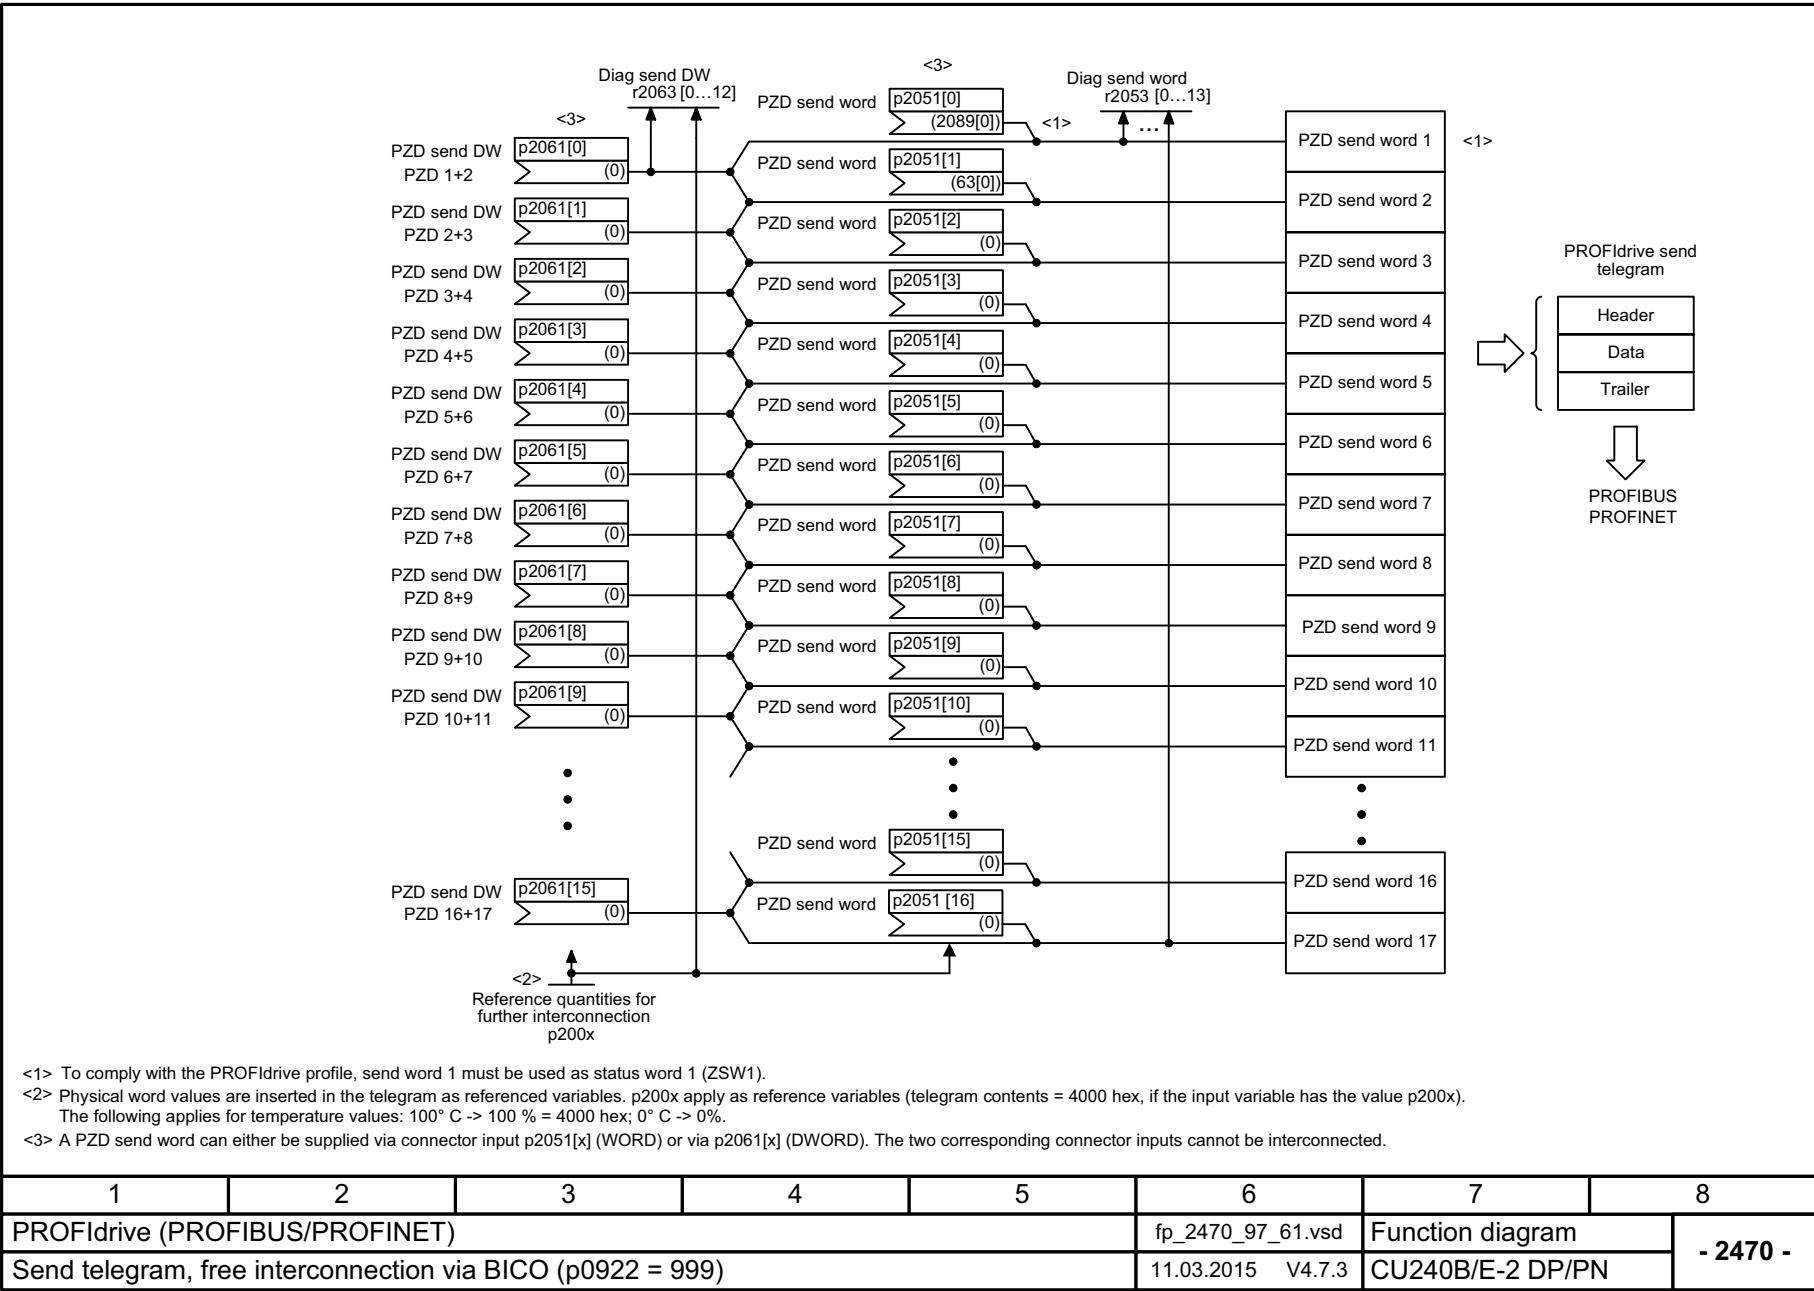 <3>
Diag send DW
r2063 [0…12]
<3>
PZD send word
p2051[0]
(2089[0])
<1>
Diag send word
r2053 [0…13]
...
PZD send word 1
<1>
PZD send DW
PZD 1+2
p2061[0]
(0)
PZD send word
p2051[1]
(63[0])
PZD send word 2
PZD send DW
PZD 2+3
p2061[1]
(0)
PZD send word
p2051[2]
(0)
PZD send word 3
PZD send DW
PZD 3+4
p2061[2]
(0)
PZD send word
p2051[3]
(0)
PZD send word 4
PZD send DW
PZD 4+5
p2061[3]
(0)
PZD send word
p2051[4]
(0)
PZD send word 5
PZD send DW
PZD 5+6
p2061[4]
(0)
PZD send word
p2051[5]
(0)
PZD send word 6
PZD send DW
PZD 6+7
p2061[5]
(0)
PZD send word
p2051[6]
(0)
PZD send word 7
PZD send DW
PZD 7+8
p2061[6]
(0)
PZD send word
p2051[7]
(0)
PZD send word 8
PZD send DW
PZD 8+9
p2061[7]
(0)
PZD send word
p2051[8]
(0)
PZD send word 9
PZD send DW
PZD 9+10
p2061[8]
(0)
PZD send word
p2051[9]
(0)
PZD send word 10
PZD send DW
PZD 10+11
p2061[9]
(0)
PZD send word
p2051[10]
(0)
PZD send word 11
PZD send word
p2051[15]
(0)
PZD send word 16
PZD send DW
PZD 16+17
p2061[15]
(0)
PZD send word
p2051 [16]
(0)
PZD send word 17
PROFIdrive send
telegram
Header
Data
Trailer
PROFIBUS
PROFINET
<2>
Reference quantities for
further interconnection
p200x
<1> To comply with the PROFIdrive profile, send word 1 must be used as status word 1 (ZSW1).
<2> Physical word values are inserted in the telegram as referenced variables. p200x apply as reference variables (telegram contents = 4000 hex, if the input variable has the value p200x).
The following applies for temperature values: 100° C -> 100 % = 4000 hex; 0° C -> 0%.
<3> A PZD send word can either be supplied via connector input p2051[x] (WORD) or via p2061[x] (DWORD). The two corresponding connector inputs cannot be interconnected.
1 2 3 4 5 6 7 8
PROFIdrive (PROFIBUS/PROFINET)
fp_2470_97_61.vsd
Function diagram
- 2470 -
Send telegram, free interconnection via BICO (p0922 = 999)
11.03.2015 V4.7.3
CU240B/E-2 DP/PN